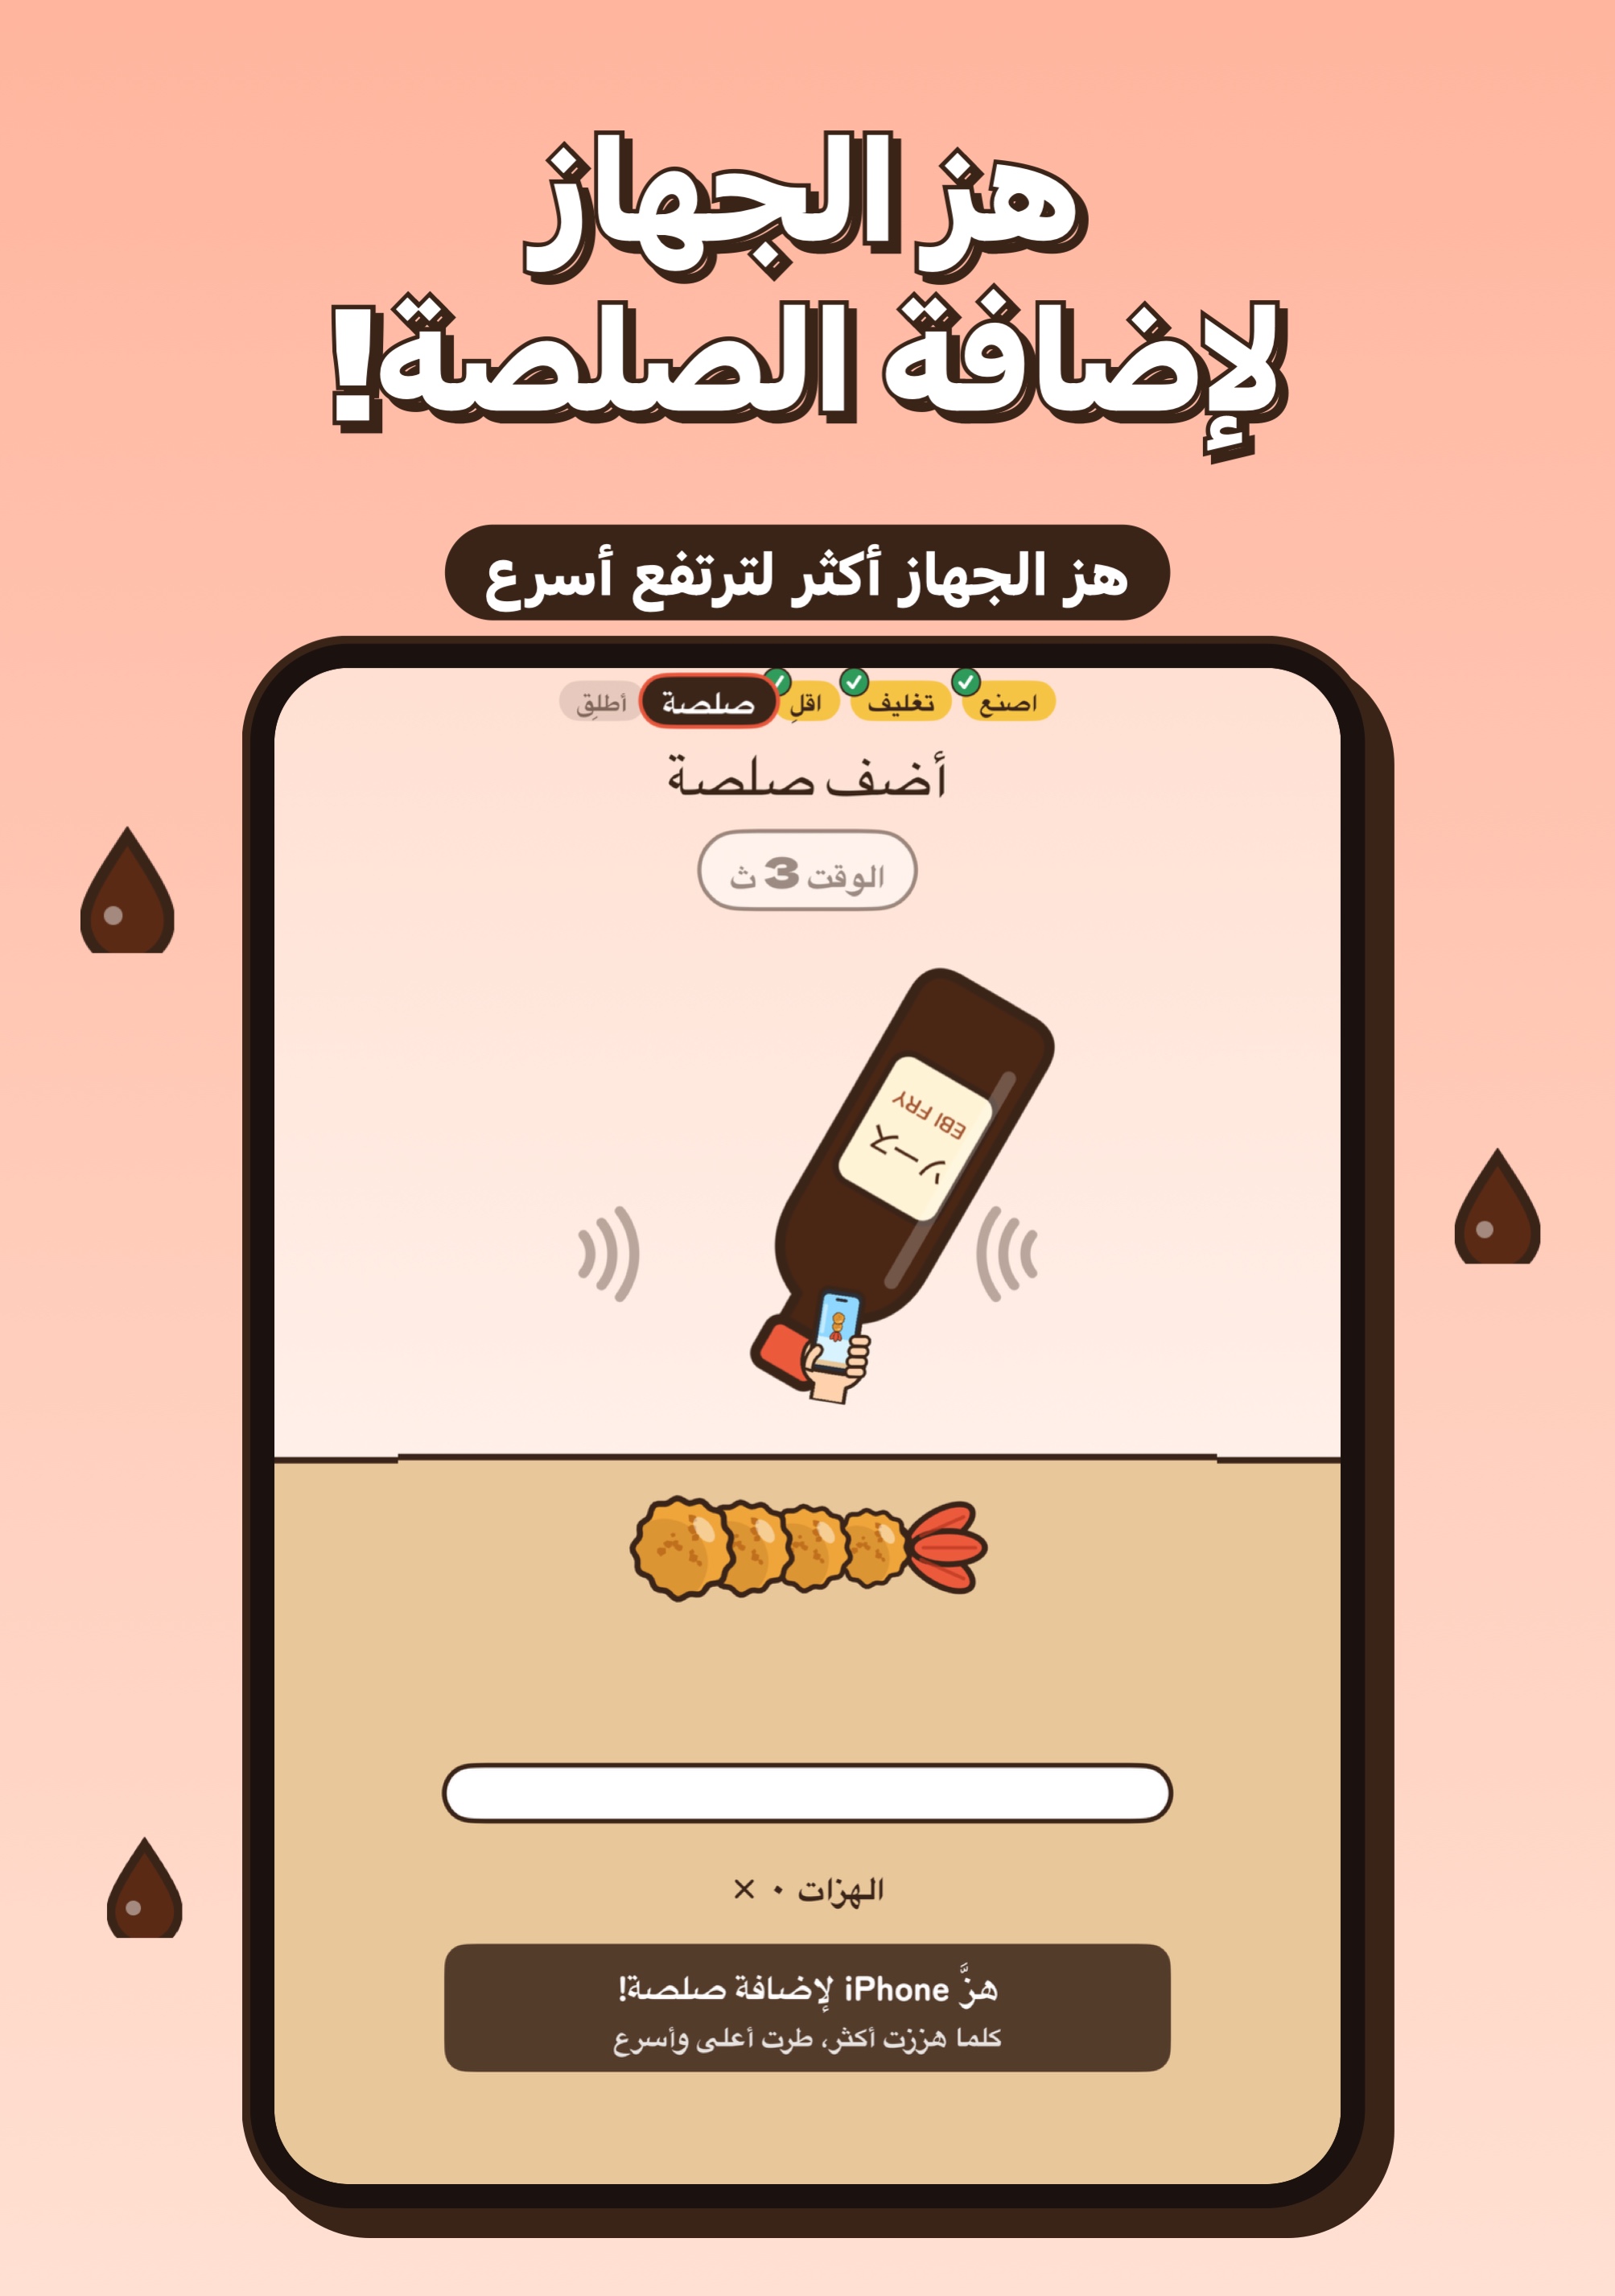 هز الجهاز
لإضافة الصلصة!
هز الجهاز أكثر لترتفع أسرع
اصنع تغليف اقلِ صلصة أطلِق
أضف صلصة
الوقت 3 ث
EBI FRY
ソース
الهزات ٠ ×
هزَّ iPhone لإضافة صلصة!
كلما هززت أكثر، طرت أعلى وأسرع